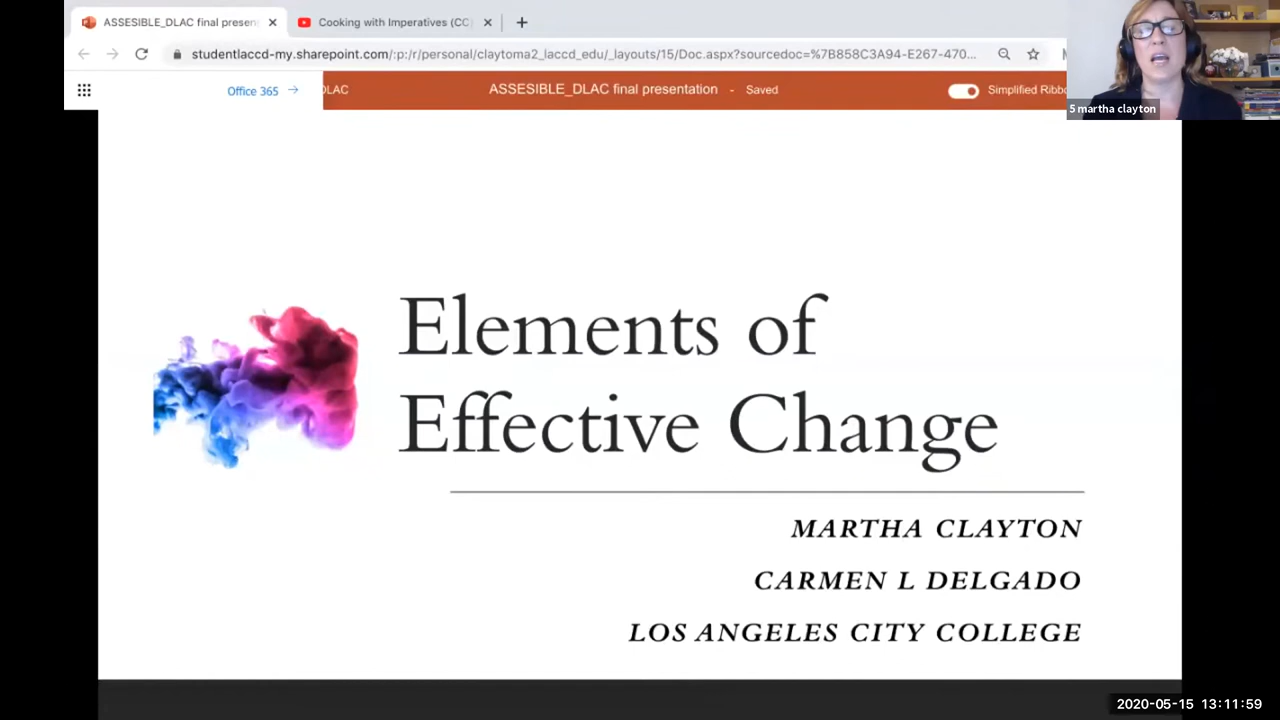 ASSESIBLE_DLAC final presen
Cooking with Imperatives (CC)
studentlaccd-my.sharepoint.com/:p:/r/personal/claytoma2_laccd_edu/_layouts/15/Doc.aspx?sourcedoc=%7B858C3A94-E267-470...
Office 365
DLAC
ASSESIBLE_DLAC final presentation - Saved
Simplified Ribbo
5 martha clayton
Elements of
Effective Change
MARTHA CLAYTON
CARMEN L DELGADO
LOS ANGELES CITY COLLEGE
2020-05-15 13:11:59